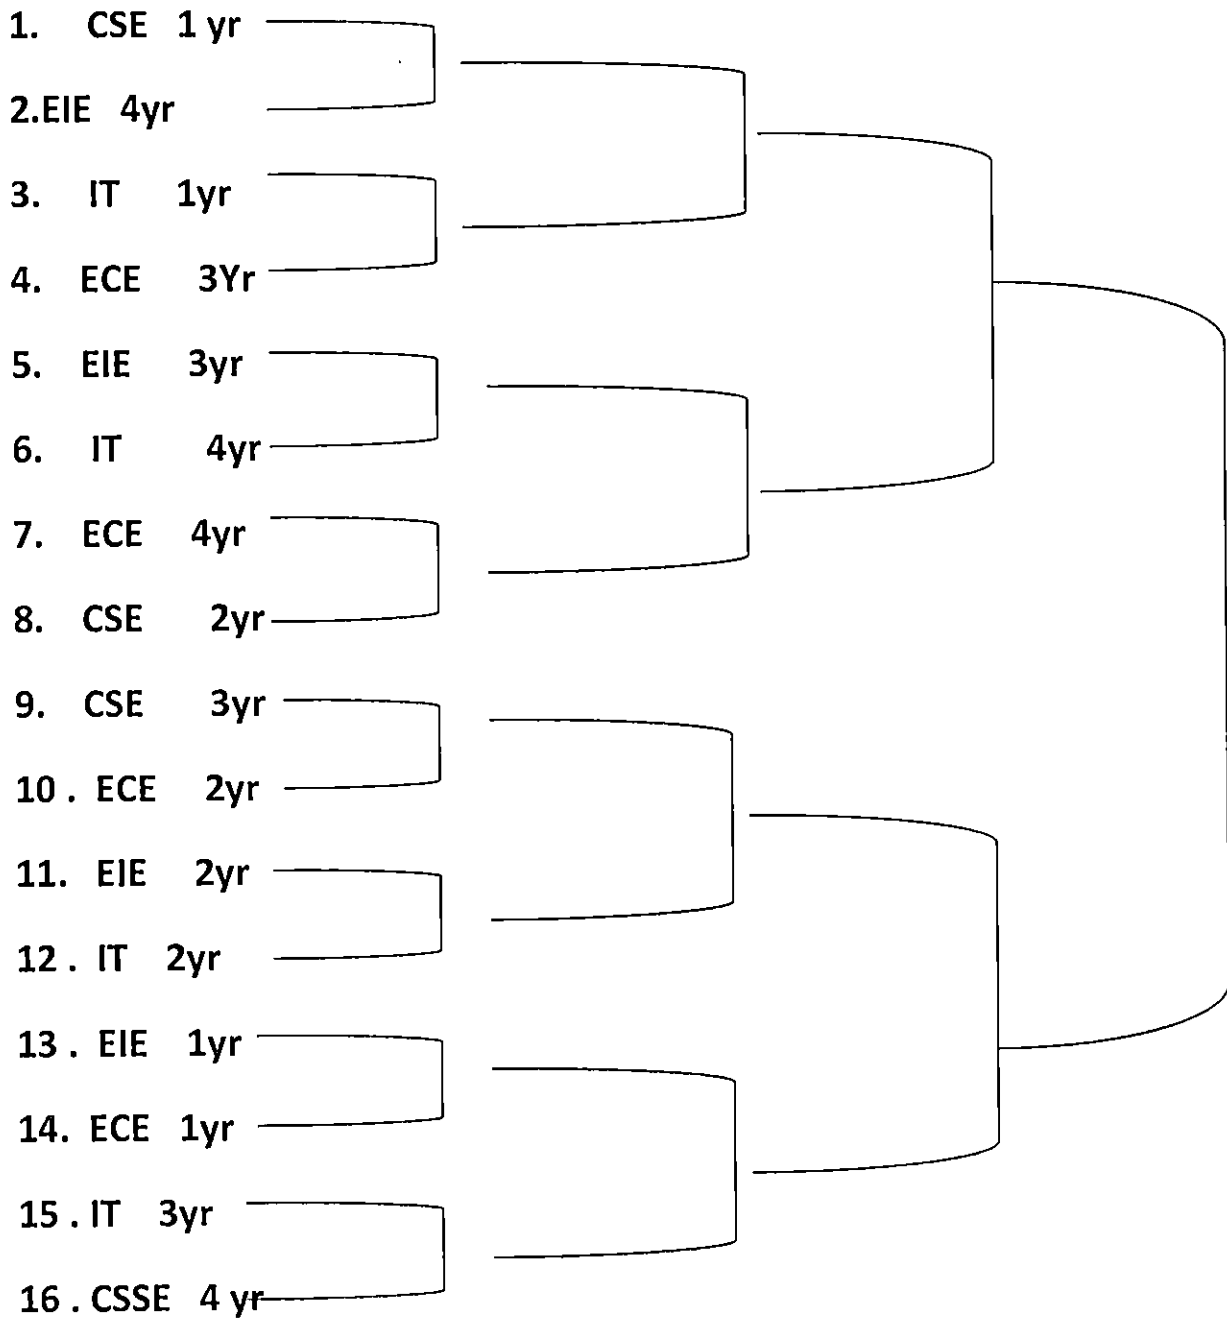 1. CSE 1 yr
2.EIE 4yr
3. IT 1yr
4. ECE 3Yr
5. EIE 3yr
6. IT 4yr
7. ECE 4yr
8. CSE 2yr
9. CSE 3yr
10 . ECE 2yr
11. EIE 2yr
12 . IT 2yr
13 . EIE 1yr
14. ECE 1yr
15 . IT 3yr
16 . CSSE 4 yr